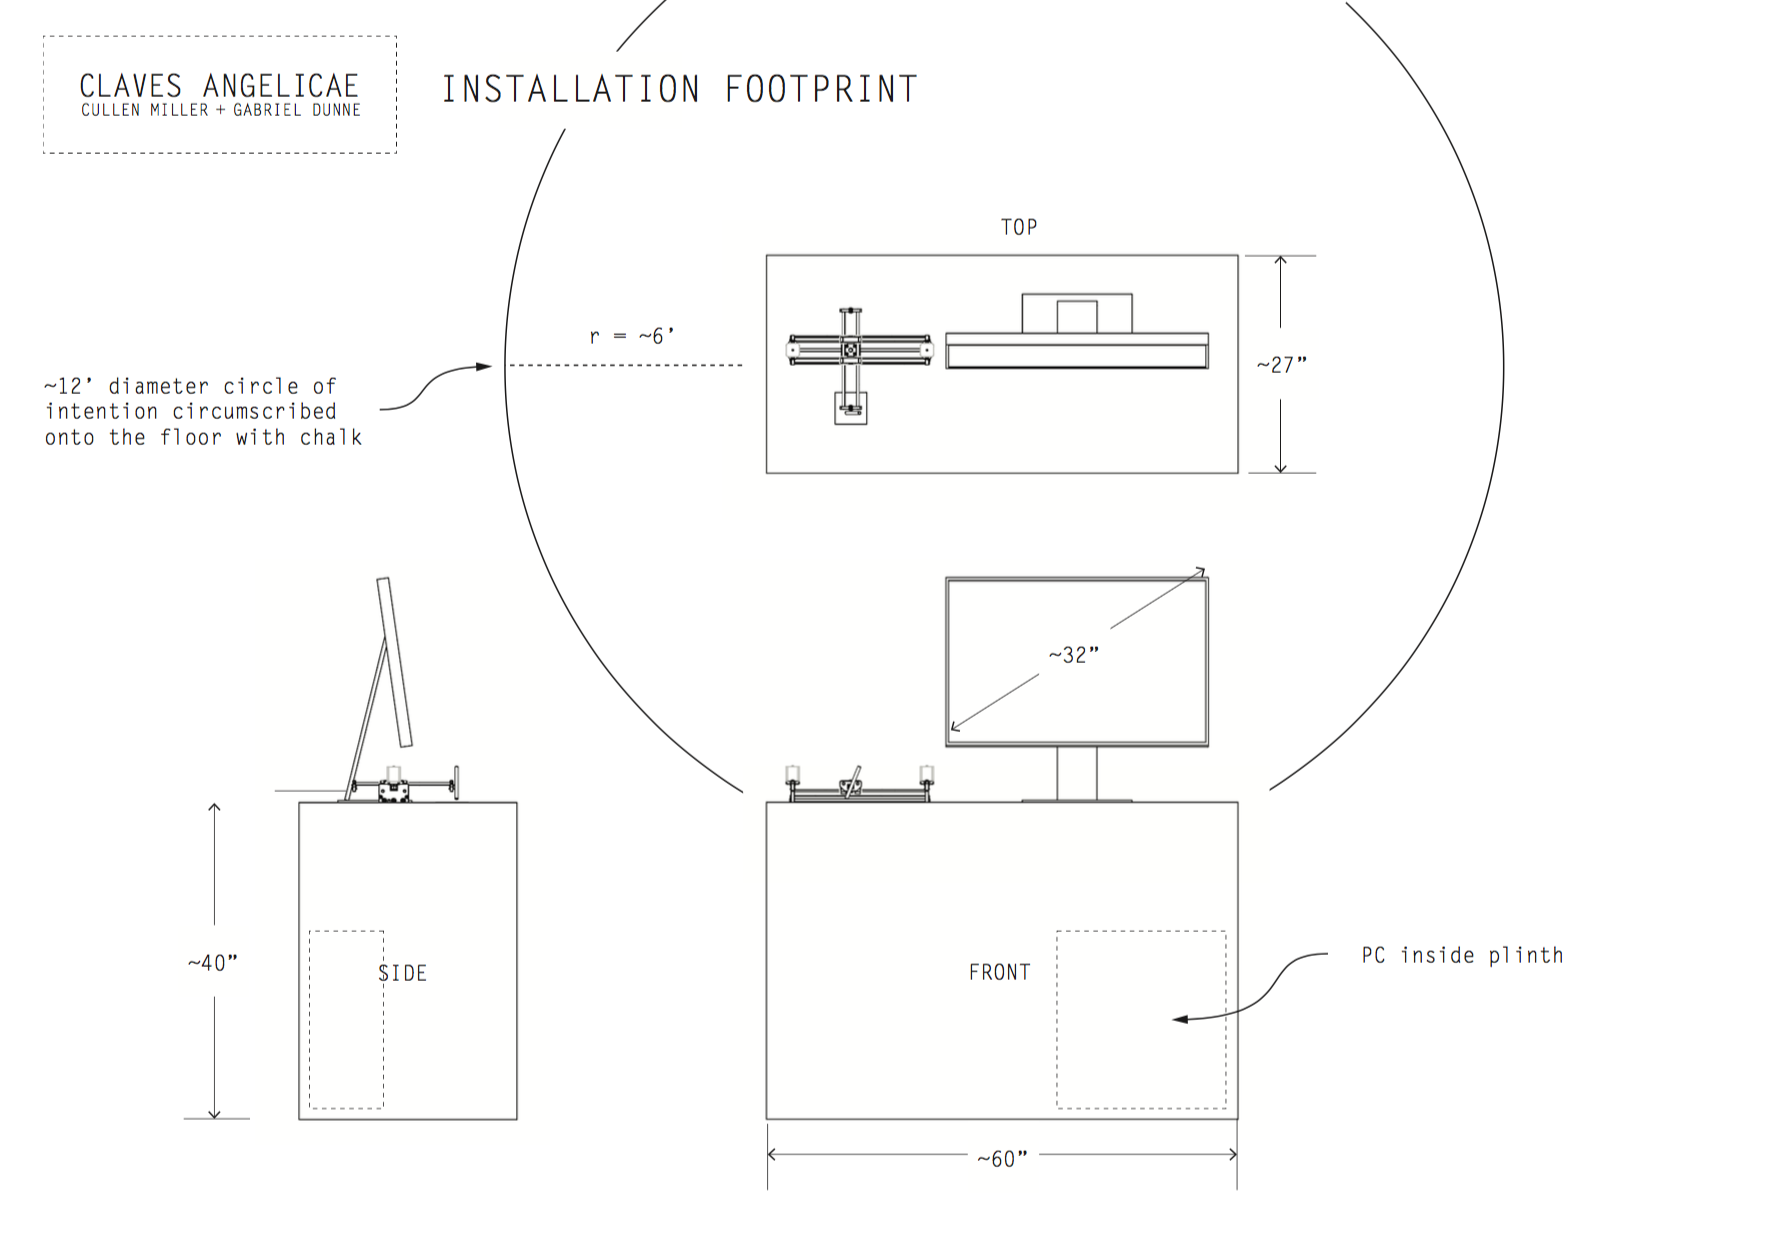 CLAVES ANGELICAE
CULLEN MILLER + GABRIEL DUNNE
INSTALLATION FOOTPRINT
TOP
r = ~6’
~27”
~12’ diameter circle of
intention circumscribed
onto the floor with chalk
~32”
~40”
SIDE
FRONT
PC inside plinth
~60”